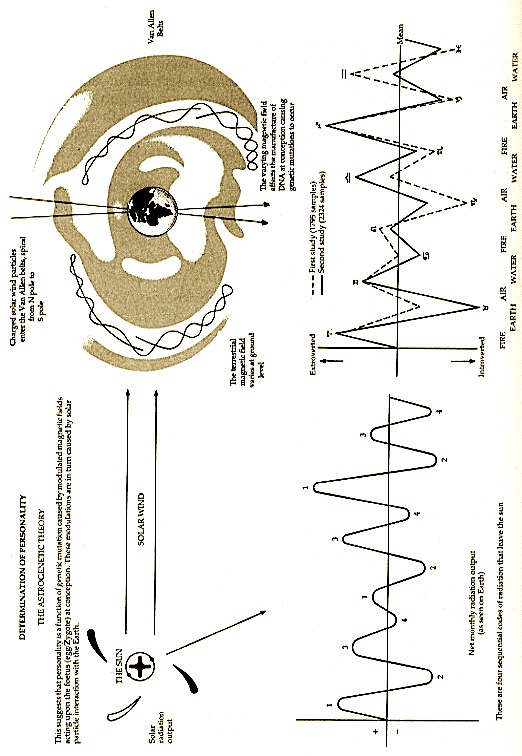 DETERMINATION OF PERSONALITY
THE ASTROGENETIC THEORY
This suggests that personality is a function of genetic mutation caused by modulated magnetic fields
acting upon the foetus (egg/Zygote) at conception. These modulations are in turn caused by solar
particle interaction with the Earth.
THE SUN
Solar
radiation
output
SOLAR WIND
Charged solar wind particles
enter the Van Allen belts, spiral
from N pole to
S pole
Van Allen
Belts
The terrestrial
magnetic field
varies at ground
level
The varying magnetic field
affects the manufacture of
DNA at conception causing
genetic mutations to occur
+
−
1
2
3
4
1
2
3
4
1
2
3
4
Net monthly radiation output
(as seen on Earth)
These are four sequential codes of radiation that leave the sun
Extroverted
Introverted
First study (1795 samples)
Second study (2324 samples)
Mean
FIRE
EARTH
AIR
WATER
FIRE
EARTH
AIR
WATER
FIRE
EARTH
AIR
WATER